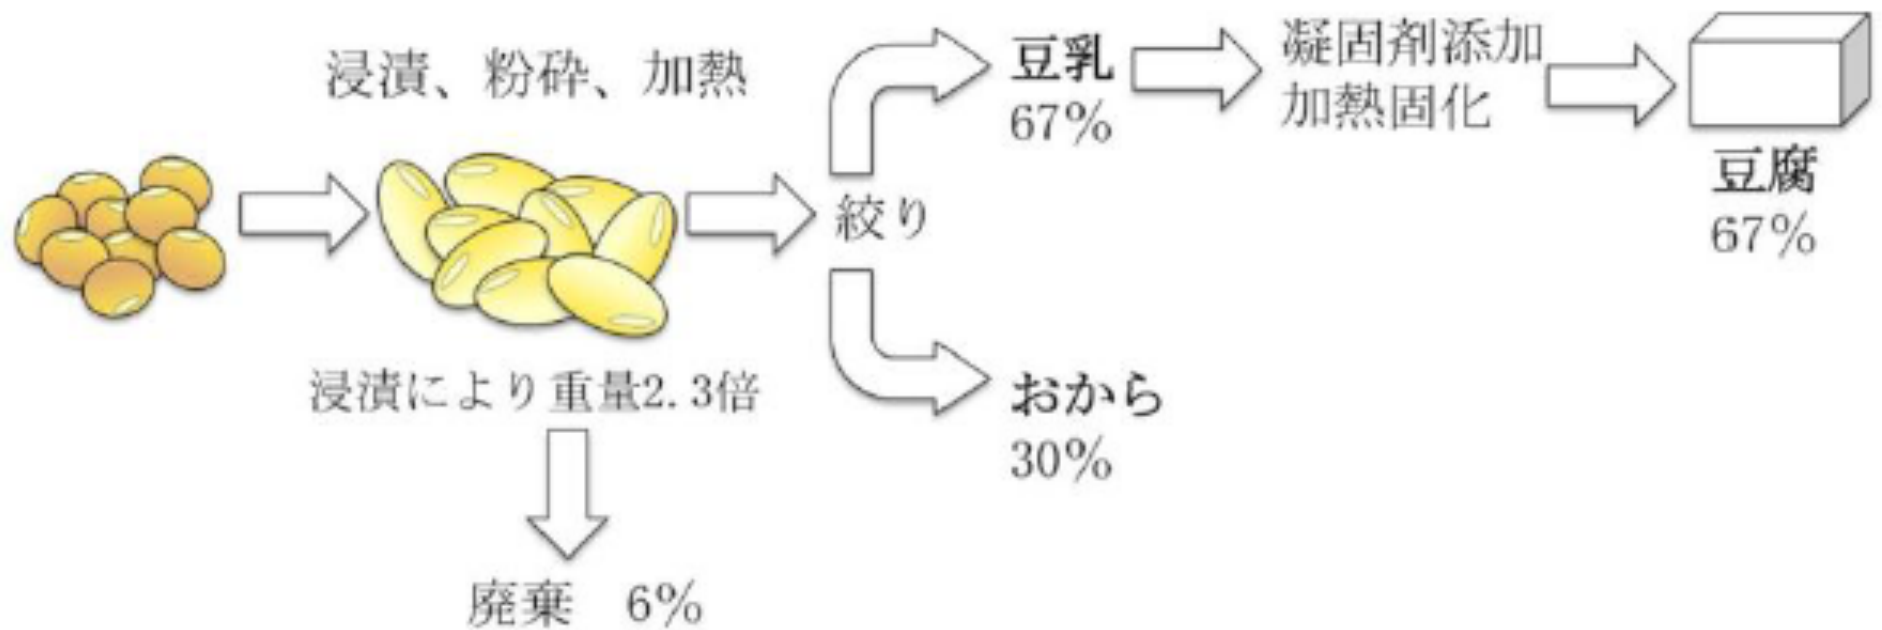 浸漬、粉砕、加熱
浸漬により重量2.3倍
廃棄　6%
絞り
豆乳
67%
凝固剤添加
加熱固化
豆腐
67%
おから
30%